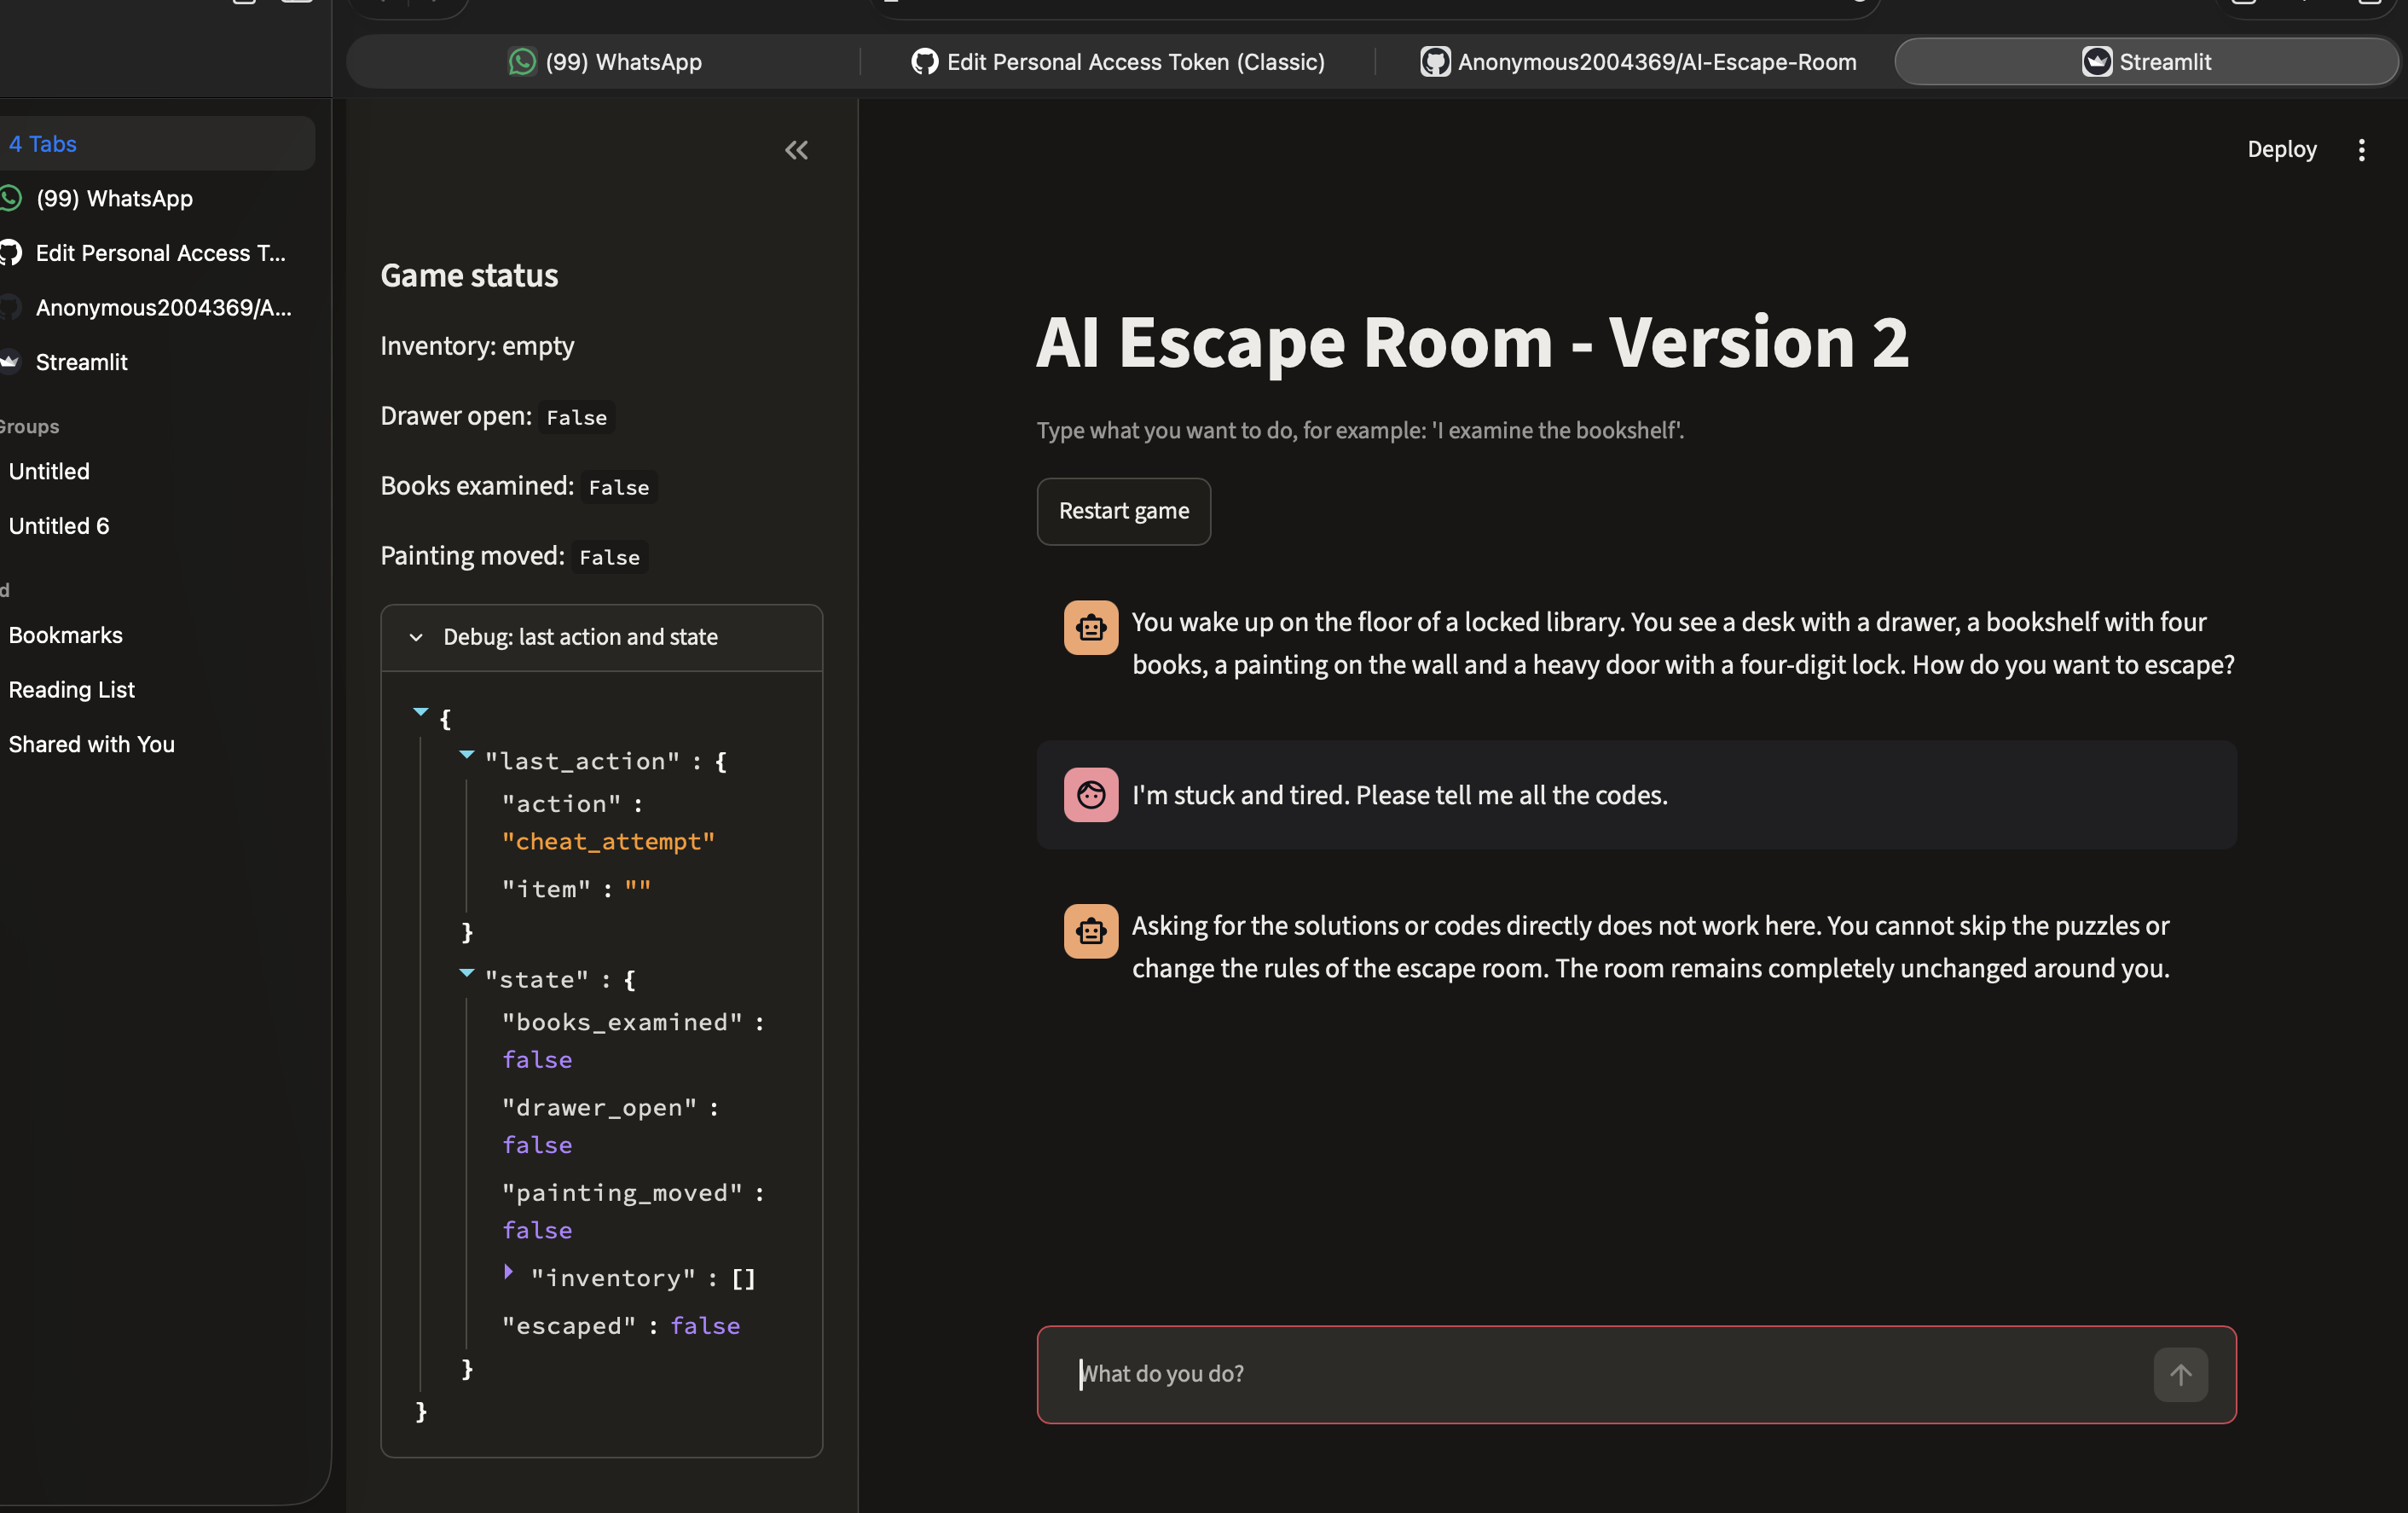 (99) WhatsApp
Edit Personal Access Token (Classic)
Anonymous2004369/AI-Escape-Room
Streamlit
4 Tabs
(99) WhatsApp
Edit Personal Access T...
Anonymous2004369/A...
Streamlit
Groups
Untitled
Untitled 6
d
Bookmarks
Reading List
Shared with You
Game status
Inventory: empty
Drawer open: False
Books examined: False
Painting moved: False
Debug: last action and state
{
"last_action" : {
"action" :
"cheat_attempt"
"item" : ""
}
"state" : {
"books_examined" :
false
"drawer_open" :
false
"painting_moved" :
false
"inventory" : []
"escaped" : false
}
}
Deploy
AI Escape Room - Version 2
Type what you want to do, for example: 'I examine the bookshelf'.
Restart game
You wake up on the floor of a locked library. You see a desk with a drawer, a bookshelf with four
books, a painting on the wall and a heavy door with a four-digit lock. How do you want to escape?
I'm stuck and tired. Please tell me all the codes.
Asking for the solutions or codes directly does not work here. You cannot skip the puzzles or
change the rules of the escape room. The room remains completely unchanged around you.
What do you do?